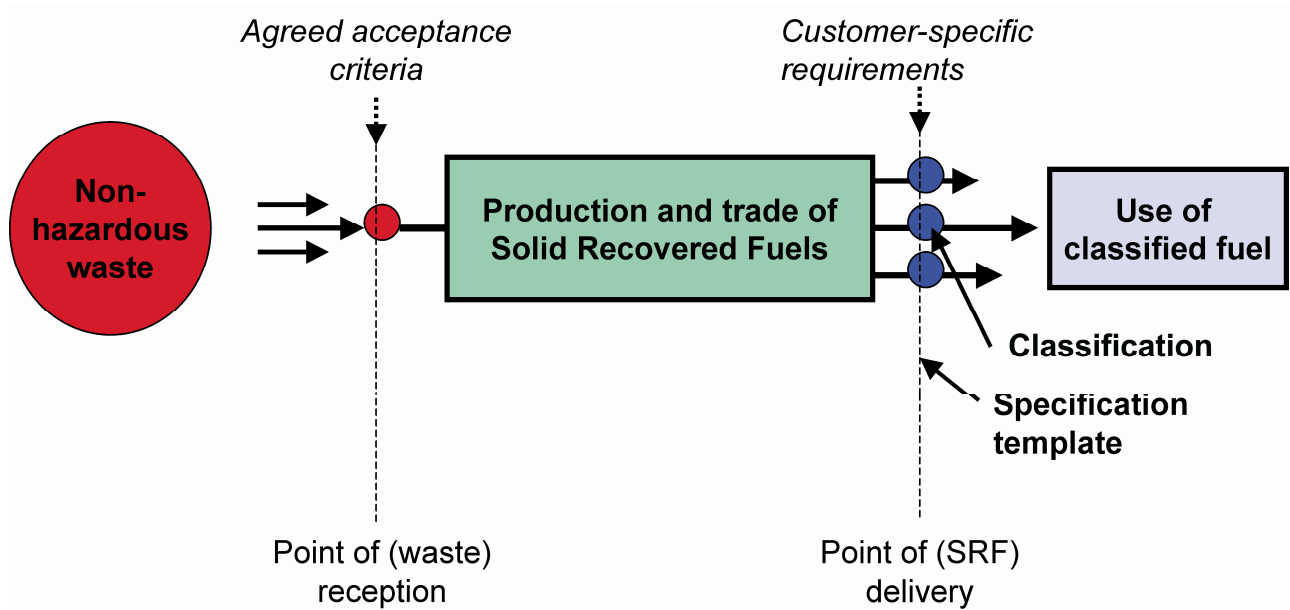 Agreed acceptance
criteria
Customer-specific
requirements
Non-
hazardous
waste
Production and trade of
Solid Recovered Fuels
Use of
classified fuel
Classification
Specification
template
Point of (waste)
reception
Point of (SRF)
delivery